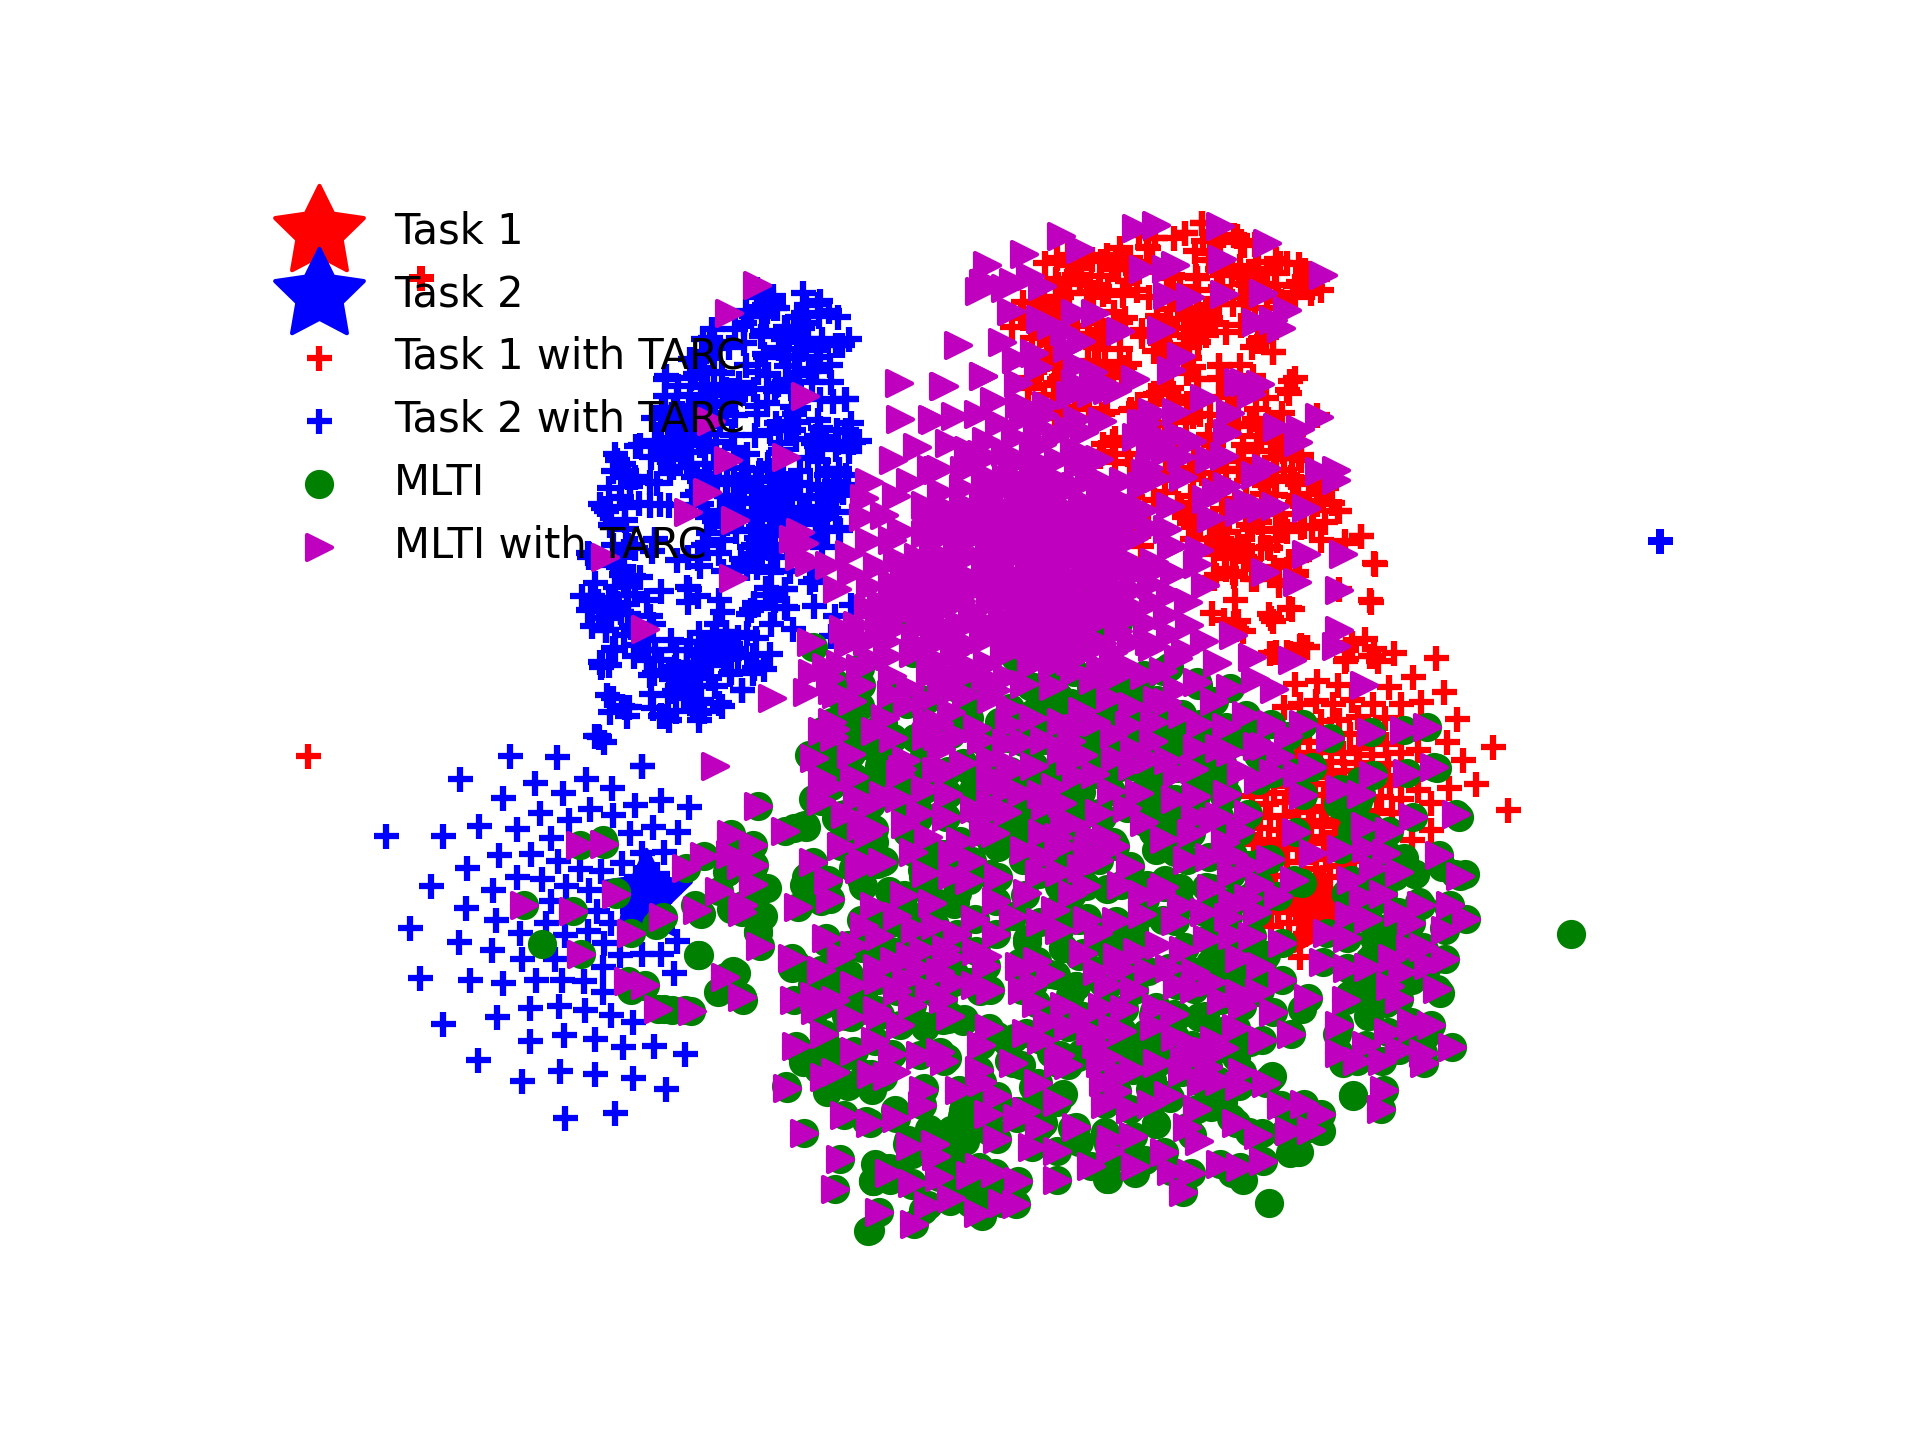 Task 1
Task 2
Task 1 with TARC
Task 2 with TARC
MLTI
MLTI with TARC